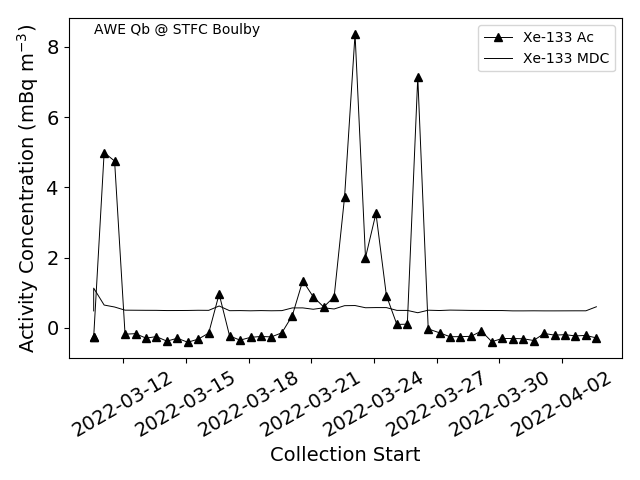 AWE Qb @ STFC Boulby
Xe-133 Ac
Xe-133 MDC
Activity Concentration (mBq m⁻³)
8
6
4
2
0
2022-03-12
2022-03-15
2022-03-18
2022-03-21
2022-03-24
2022-03-27
2022-03-30
2022-04-02
Collection Start